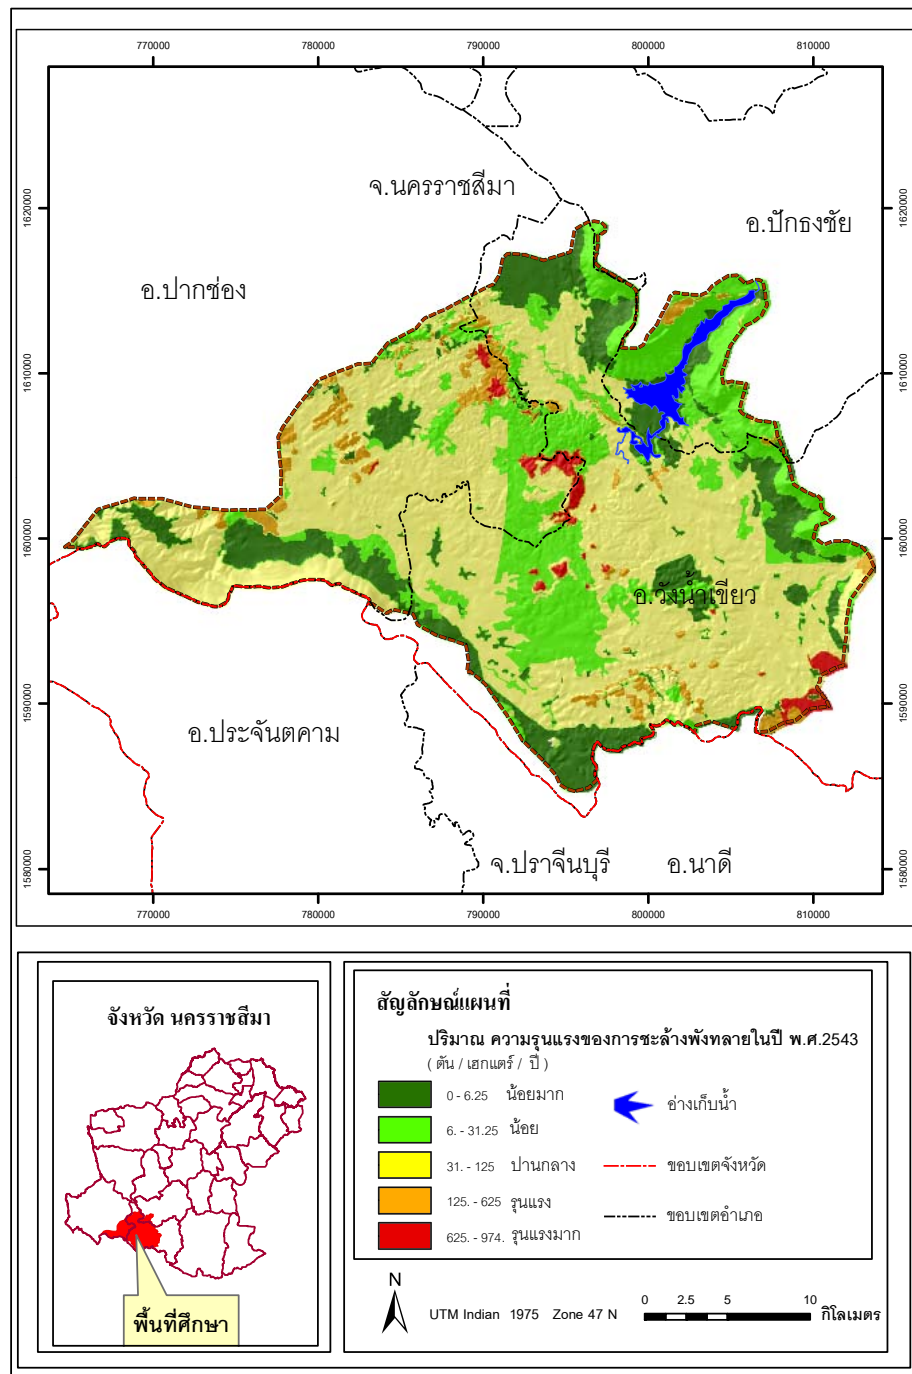 770000 780000 790000 800000 810000
1620000
1620000
จ.นครราชสีมา
อ.ปักธงชัย
อ.ปากช่อง
1610000
1610000
1600000
1600000
อ.วังน้ำเขียว
1590000
1590000
อ.ประจันตคาม
จ.ปราจีนบุรี อ.นาดี
1580000
1580000
770000 780000 790000 800000 810000
จังหวัด นครราชสีมา
พื้นที่ศึกษา
สัญลักษณ์แผนที่
ปริมาณ ความรุนแรงของการชะล้างพังทลายในปี พ.ศ.2543
( ตัน / เฮกแตร์ / ปี )
0 - 6.25 น้อยมาก
6. - 31.25 น้อย
31. - 125 ปานกลาง
125. - 625 รุนแรง
625. - 974. รุนแรงมาก
อ่างเก็บน้ำ
ขอบเขตจังหวัด
ขอบเขตอำเภอ
N
UTM Indian 1975 Zone 47 N
0 2.5 5 10
กิโลเมตร